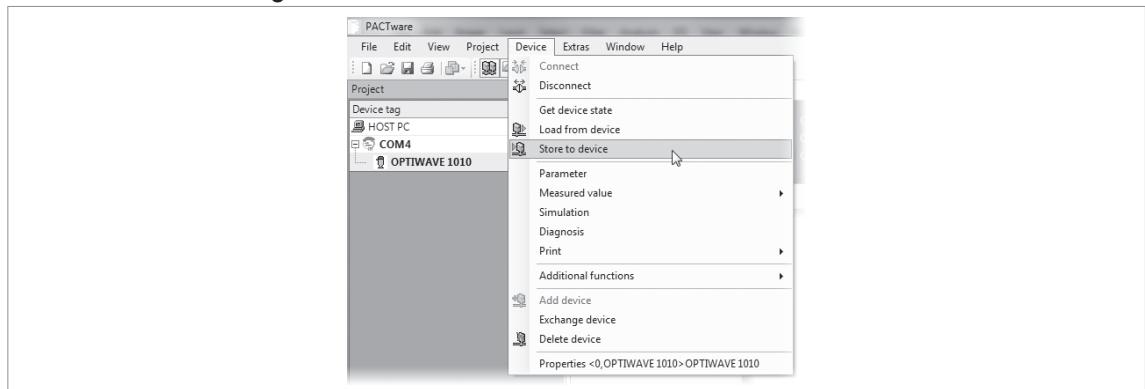 PACTware
File Edit View Project Device Extras Window Help
Project
Device tag
HOST PC
COM4
OPTIWAVE 1010
Connect
Disconnect
Get device state
Load from device
Store to device
Parameter
Measured value
Simulation
Diagnosis
Print
Additional functions
Add device
Exchange device
Delete device
Properties <0,OPTIWAVE 1010> OPTIWAVE 1010